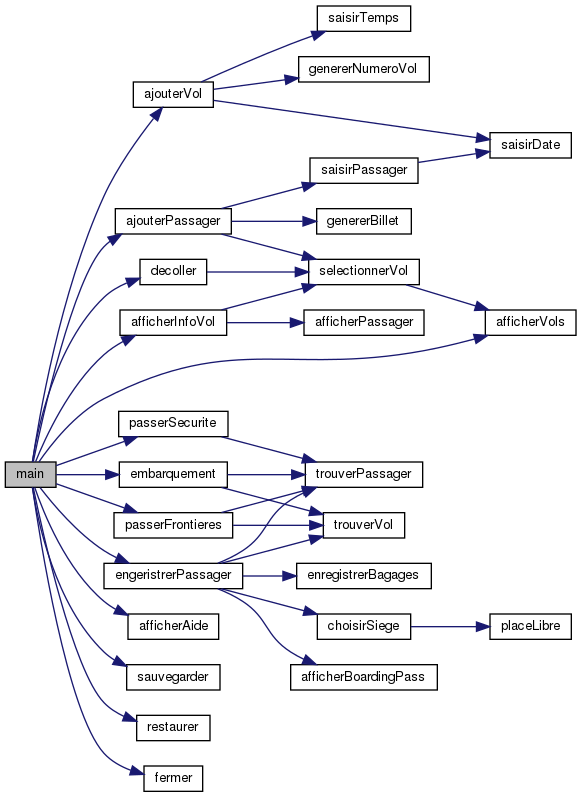 saisirTemps
genererNumeroVol
ajouterVol
saisirDate
saisirPassager
ajouterPassager
genererBillet
decoller
selectionnerVol
afficherInfoVol
afficherPassager
afficherVols
passerSecurite
main
embarquement
trouverPassager
passerFrontieres
trouverVol
engeristrerPassager
enregistrerBagages
afficherAide
choisirSiege
placeLibre
sauvegarder
afficherBoardingPass
restaurer
fermer